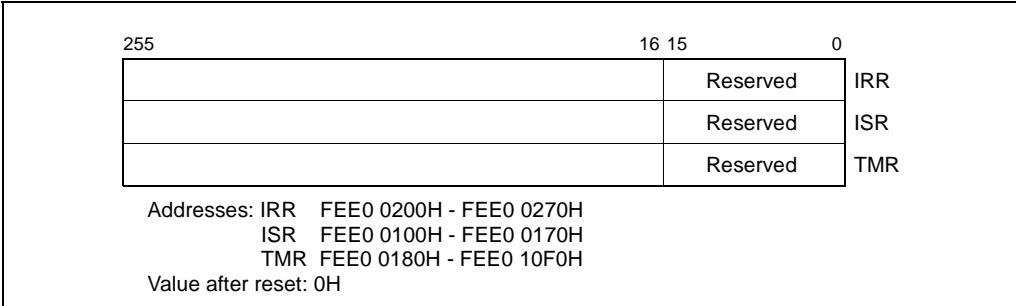 255 16 15 0
Reserved IRR
Reserved ISR
Reserved TMR
Addresses: IRR FEE0 0200H - FEE0 0270H
ISR FEE0 0100H - FEE0 0170H
TMR FEE0 0180H - FEE0 10F0H
Value after reset: 0H